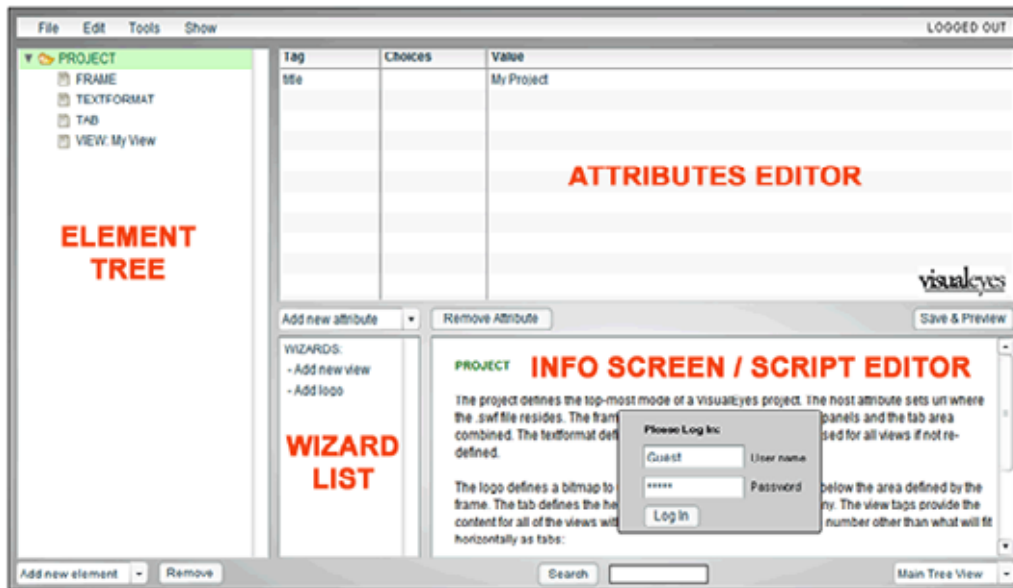 File Edit Tools Show LOGGED OUT
PROJECT
FRAME
TEXTFORMAT
TAB
VIEW: My View
ELEMENT
TREE
Tag Choices Value
title My Project
ATTRIBUTES EDITOR
visualeyes
Add new attribute Remove Attribute Save & Preview
WIZARDS:
- Add new view
- Add logo
WIZARD
LIST
PROJECT INFO SCREEN / SCRIPT EDITOR
The project defines the top-most mode of a VisualEyes project. The host attribute sets url where
the .swf file resides. The fram panels and the tab area
combined. The textformat defi sed for all views if not re-
defined.
The logo defines a bitmap to below the area defined by the
frame. The tab defines the he ny. The view tags provide the
content for all of the views wit number other than what will fit
horizontally as tabs:
Please Log In:
Guest User name
***** Password
Log In
Add new element Remove Search Main Tree View